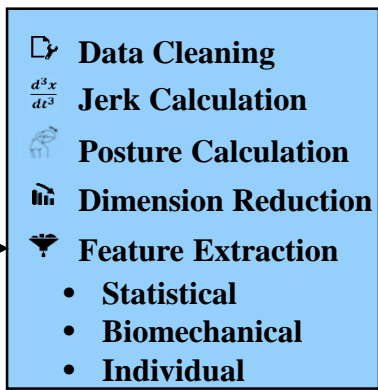 Data Cleaning
d³x/dt³ Jerk Calculation
Posture Calculation
Dimension Reduction
Feature Extraction
• Statistical
• Biomechanical
• Individual